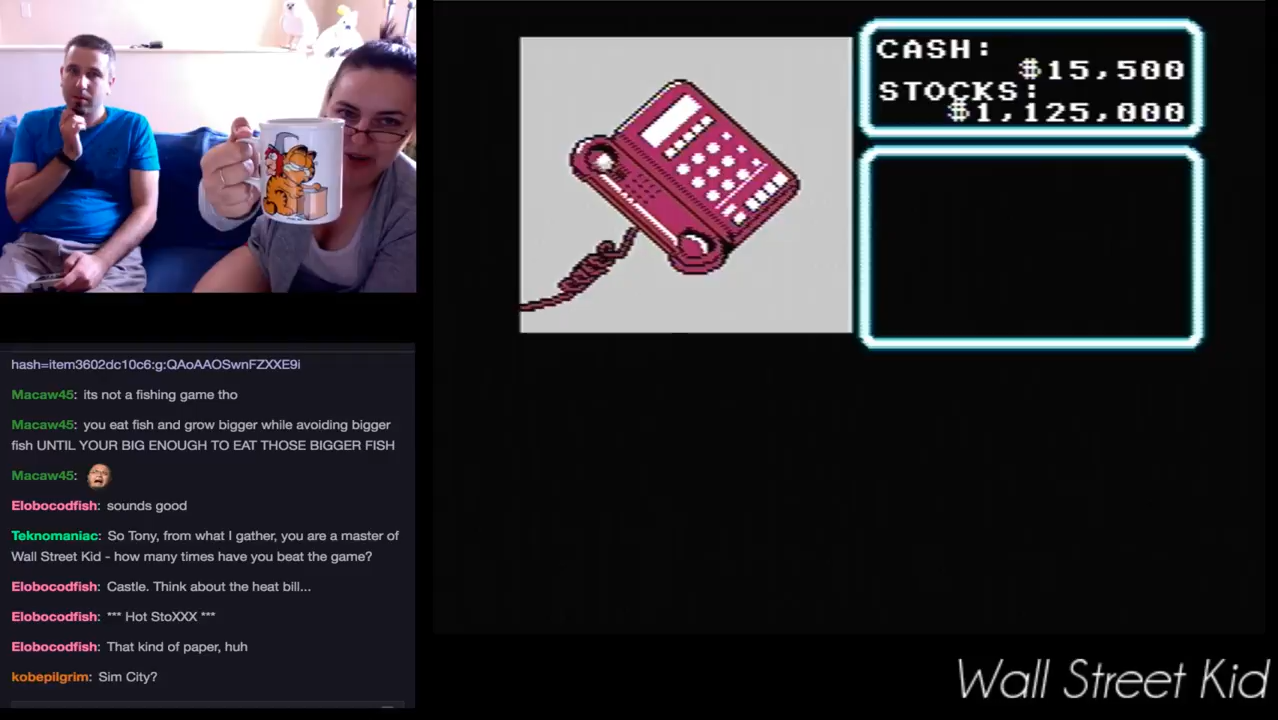 hash=item3602dc10c6:g:QAoAAOSwnFZXXE9i
Macaw45: its not a fishing game tho
Macaw45: you eat fish and grow bigger while avoiding bigger
fish UNTIL YOUR BIG ENOUGH TO EAT THOSE BIGGER FISH
Macaw45:
Elobocodfish: sounds good
Teknomaniac: So Tony, from what I gather, you are a master of
Wall Street Kid - how many times have you beat the game?
Elobocodfish: Castle. Think about the heat bill...
Elobocodfish: *** Hot StoXXX ***
Elobocodfish: That kind of paper, huh
kobepilgrim: Sim City?
CASH:
$15,500
STOCKS:
$1,125,000
Wall Street Kid